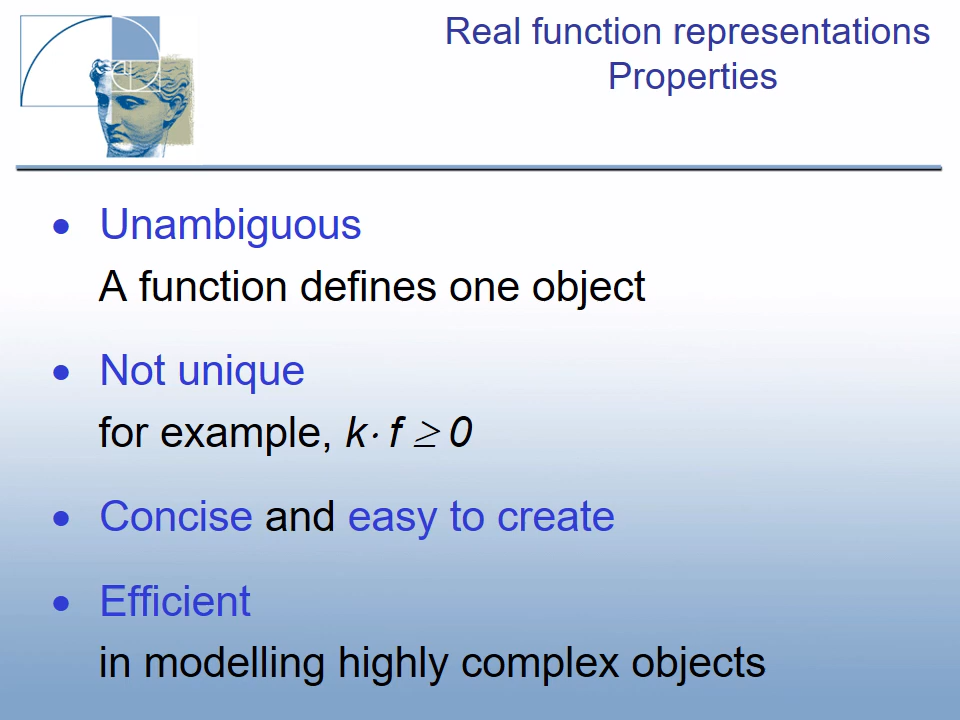 Real function representations
Properties
• Unambiguous
A function defines one object
• Not unique
for example, k· f ≥ 0
• Concise and easy to create
• Efficient
in modelling highly complex objects